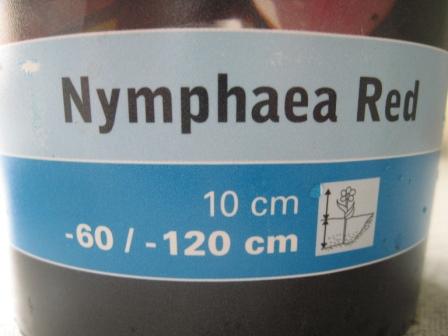 Nymphaea Red
10 cm
-60 / -120 cm